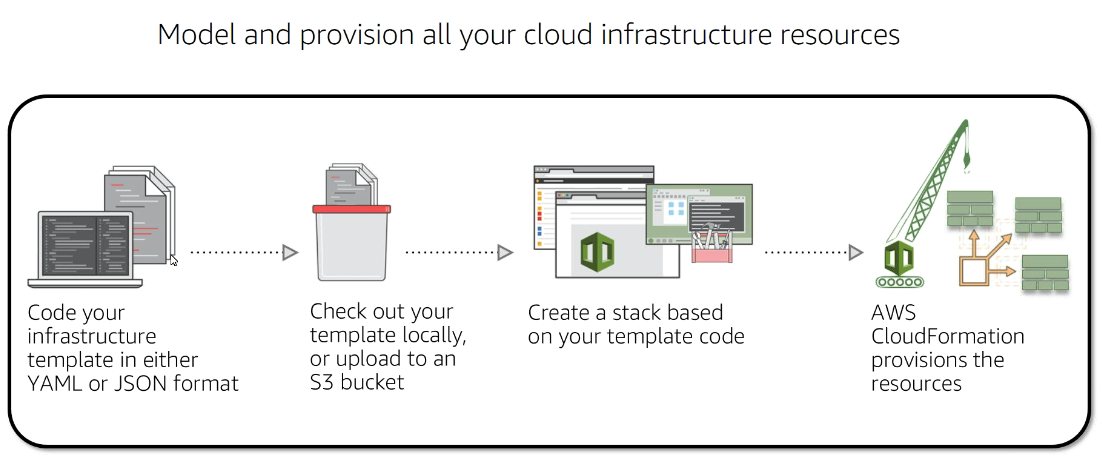 Model and provision all your cloud infrastructure resources
Code your
infrastructure
template in either
YAML or JSON format
Check out your
template locally,
or upload to an
S3 bucket
Create a stack based
on your template code
AWS
CloudFormation
provisions the
resources